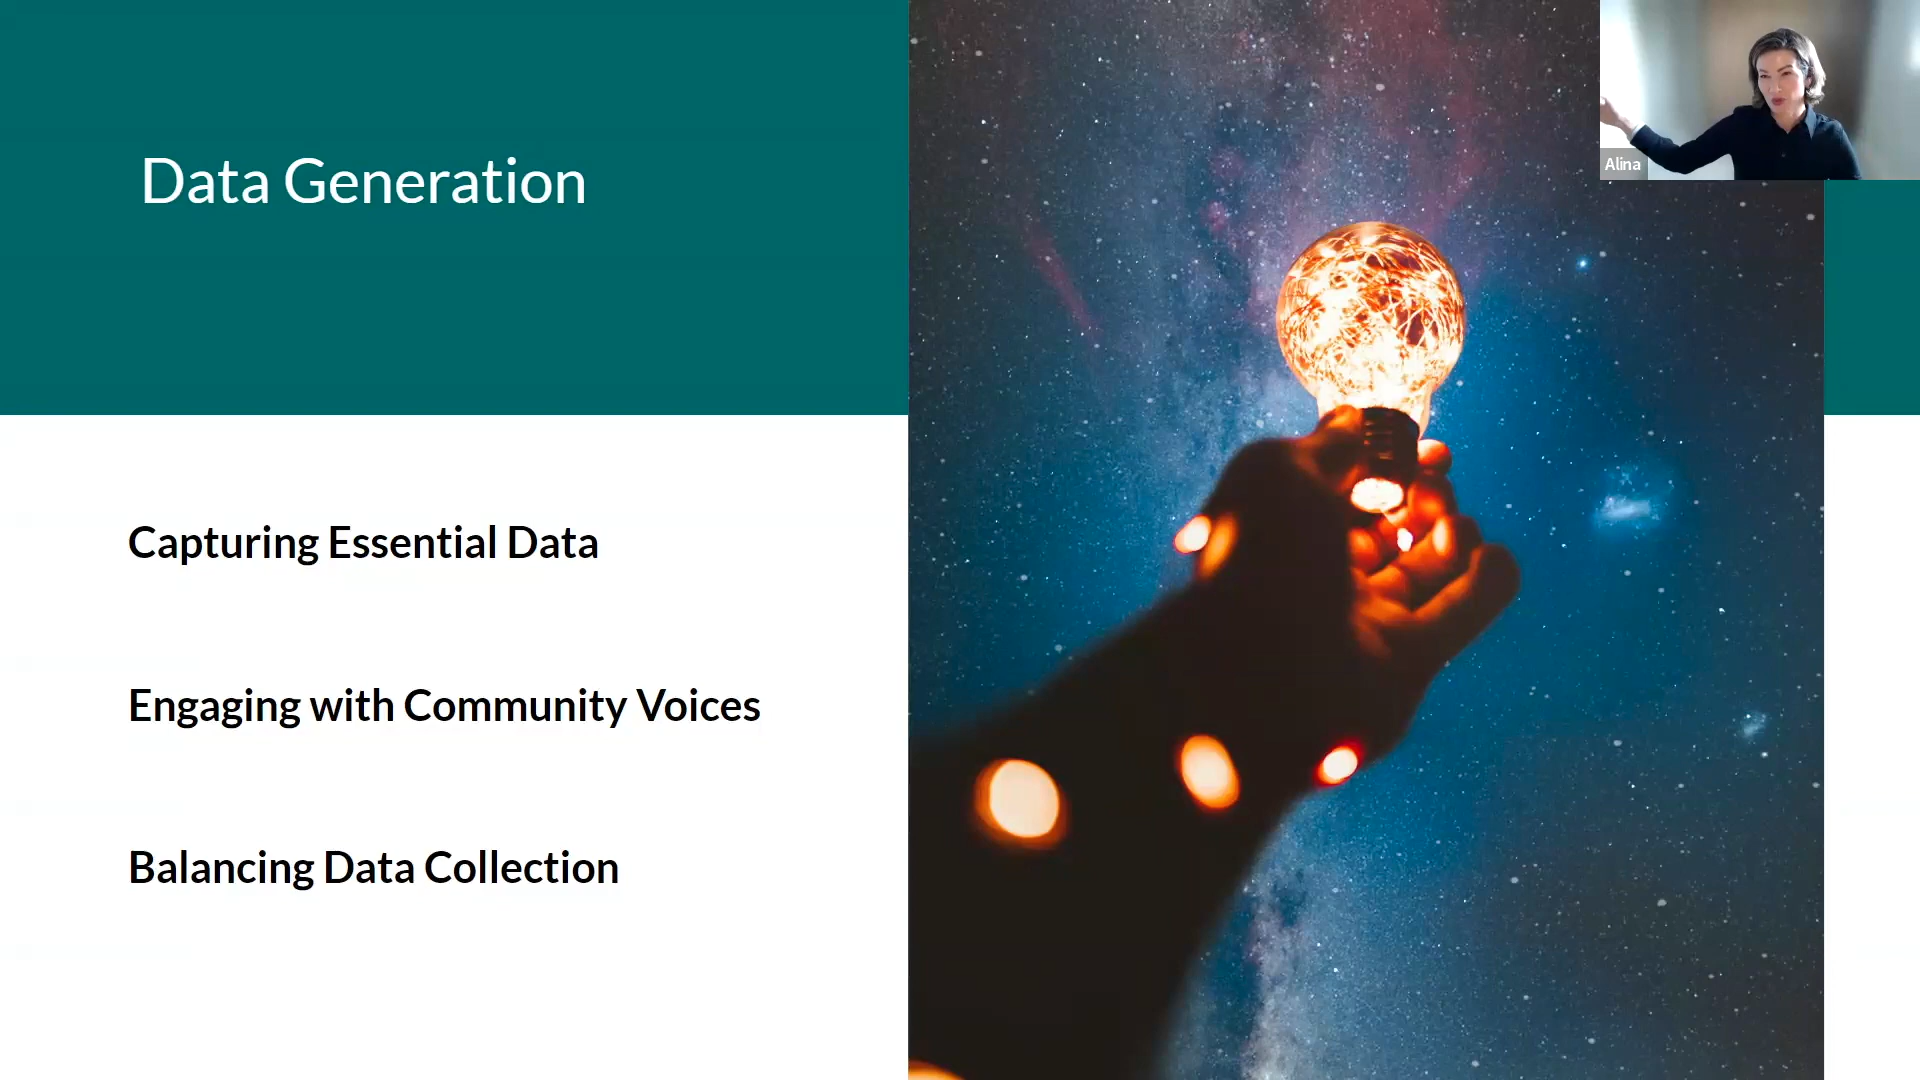 Data Generation
Alina
Capturing Essential Data
Engaging with Community Voices
Balancing Data Collection